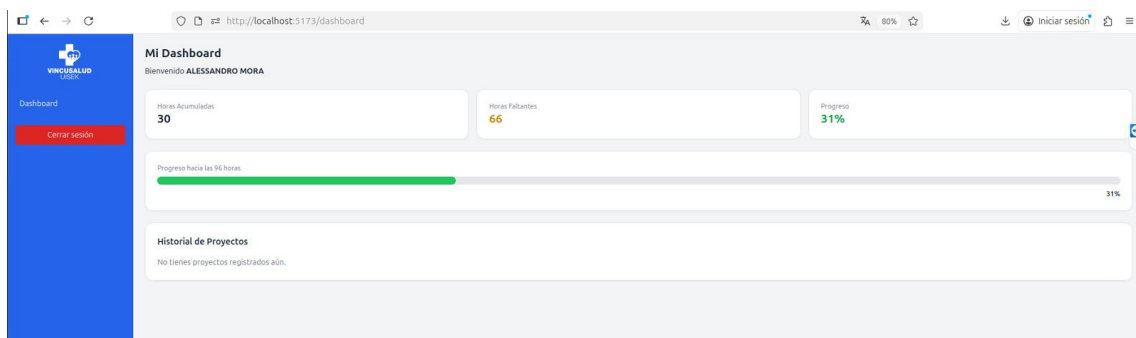 http://localhost:5173/dashboard
80%
Iniciar sesión
VINCUSALUD
UISEK
Dashboard
Cerrar sesión
Mi Dashboard
Bienvenido ALESSANDRO MORA
Horas Acumuladas
30
Horas Faltantes
66
Progreso
31%
Progreso hacia las 96 horas
31%
Historial de Proyectos
No tienes proyectos registrados aún.